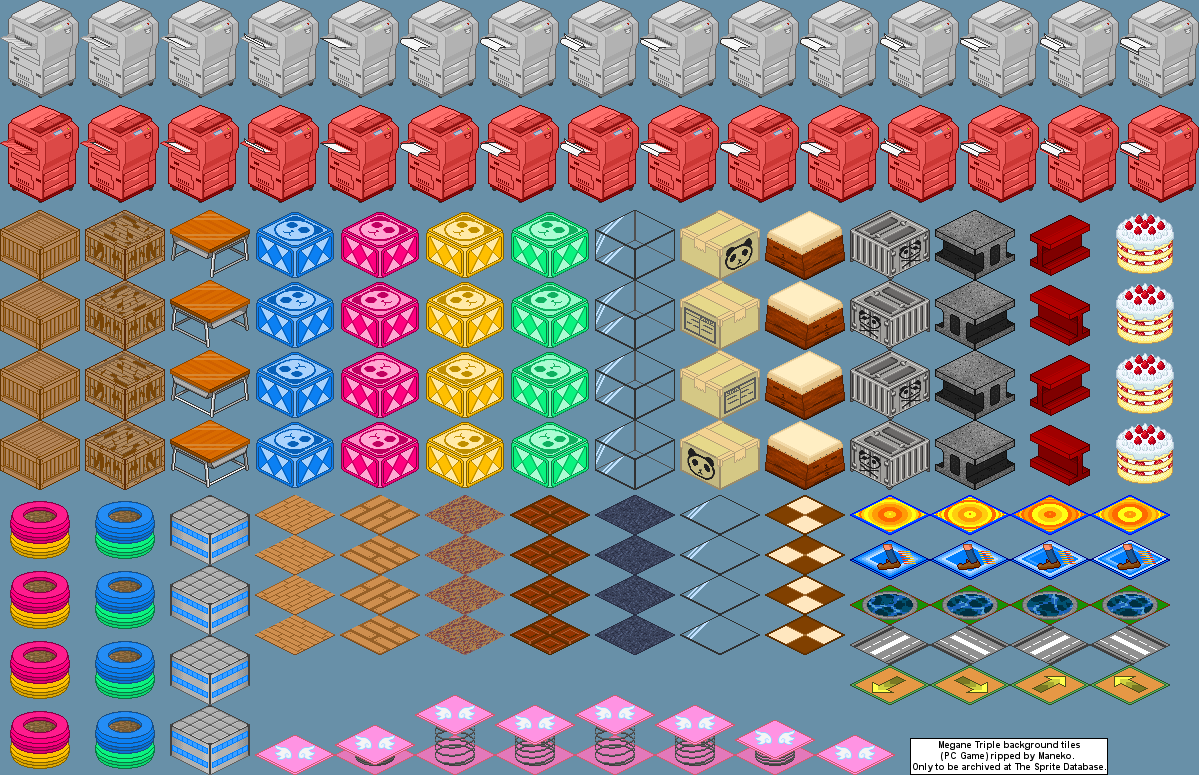 Megane Triple background tiles
(PC Game) ripped by Maneko.
Only to be archived at The Sprite Database.